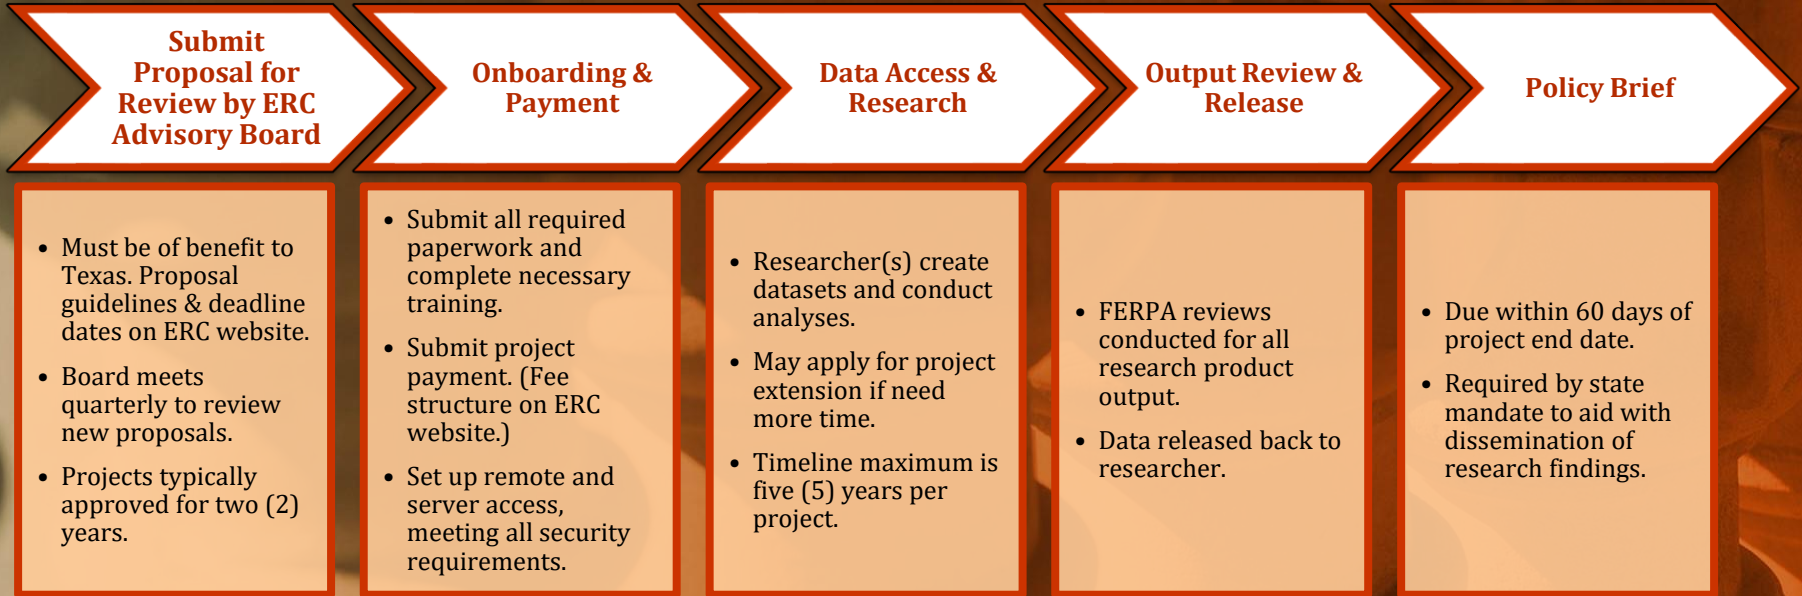 Submit
Proposal for
Review by ERC
Advisory Board
Onboarding &
Payment
Data Access &
Research
Output Review &
Release
Policy Brief
• Must be of benefit to
Texas. Proposal
guidelines & deadline
dates on ERC website.
• Board meets
quarterly to review
new proposals.
• Projects typically
approved for two (2)
years.
• Submit all required
paperwork and
complete necessary
training.
• Submit project
payment. (Fee
structure on ERC
website.)
• Set up remote and
server access,
meeting all security
requirements.
• Researcher(s) create
datasets and conduct
analyses.
• May apply for project
extension if need
more time.
• Timeline maximum is
five (5) years per
project.
• FERPA reviews
conducted for all
research product
output.
• Data released back to
researcher.
• Due within 60 days of
project end date.
• Required by state
mandate to aid with
dissemination of
research findings.